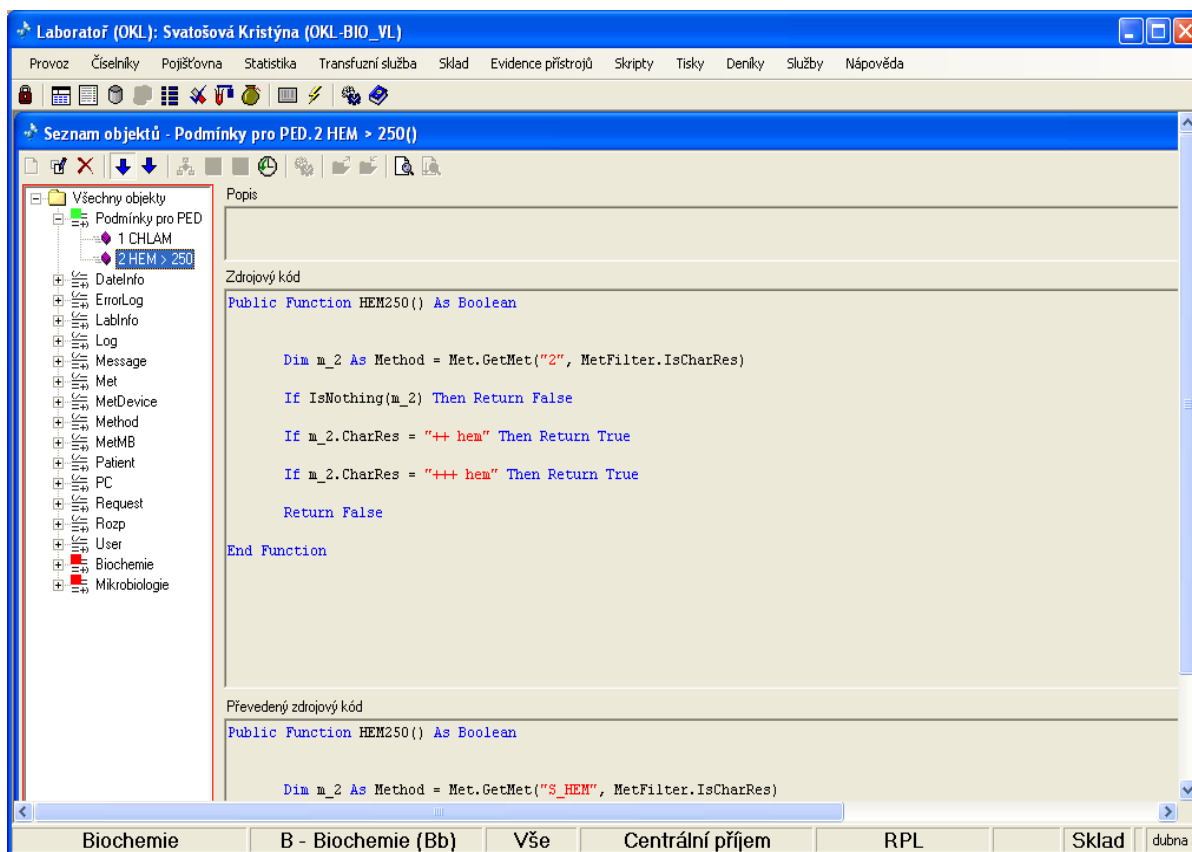 Laboratoř (OKL): Svatošová Kristýna (OKL-BIO_VL)
Provoz Číselníky Pojišťovna Statistika Transfuzní služba Sklad Evidence přístrojů Skripty Tisky Deníky Služby Nápověda
Seznam objektů - Podmínky pro PED.2 HEM > 250()
Všechny objekty
Podmínky pro PED
1 CHLAM
2 HEM > 250
DateInfo
ErrorLog
LabInfo
Log
Message
Met
MetDevice
Method
MetMB
Patient
PC
Request
Rozp
User
Biochemie
Mikrobiologie
Popis
Zdrojový kód
Public Function HEM250() As Boolean
Dim m_2 As Method = Met.GetMet("2", MetFilter.IsCharRes)
If IsNothing(m_2) Then Return False
If m_2.CharRes = "++ hem" Then Return True
If m_2.CharRes = "+++ hem" Then Return True
Return False
End Function
Převedený zdrojový kód
Public Function HEM250() As Boolean
Dim m_2 As Method = Met.GetMet("S_HEM", MetFilter.IsCharRes)
Biochemie B - Biochemie (Bb) Vše Centrální příjem RPL Sklad dubna